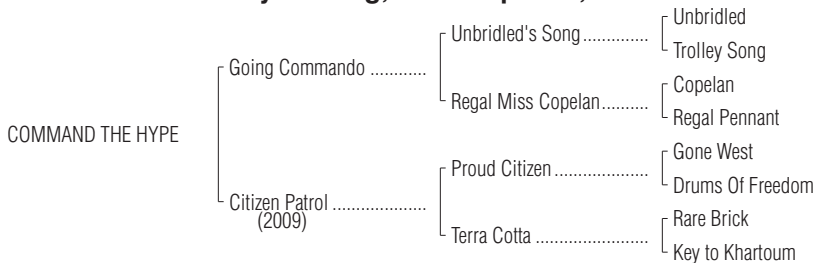 Unbridled
Unbridled's Song..............
Trolley Song
Going Commando ............
Copelan
Regal Miss Copelan..........
Regal Pennant
COMMAND THE HYPE
Gone West
Proud Citizen ....................
Drums Of Freedom
Citizen Patrol ....................
(2009)
Rare Brick
Terra Cotta ........................
Key to Khartoum